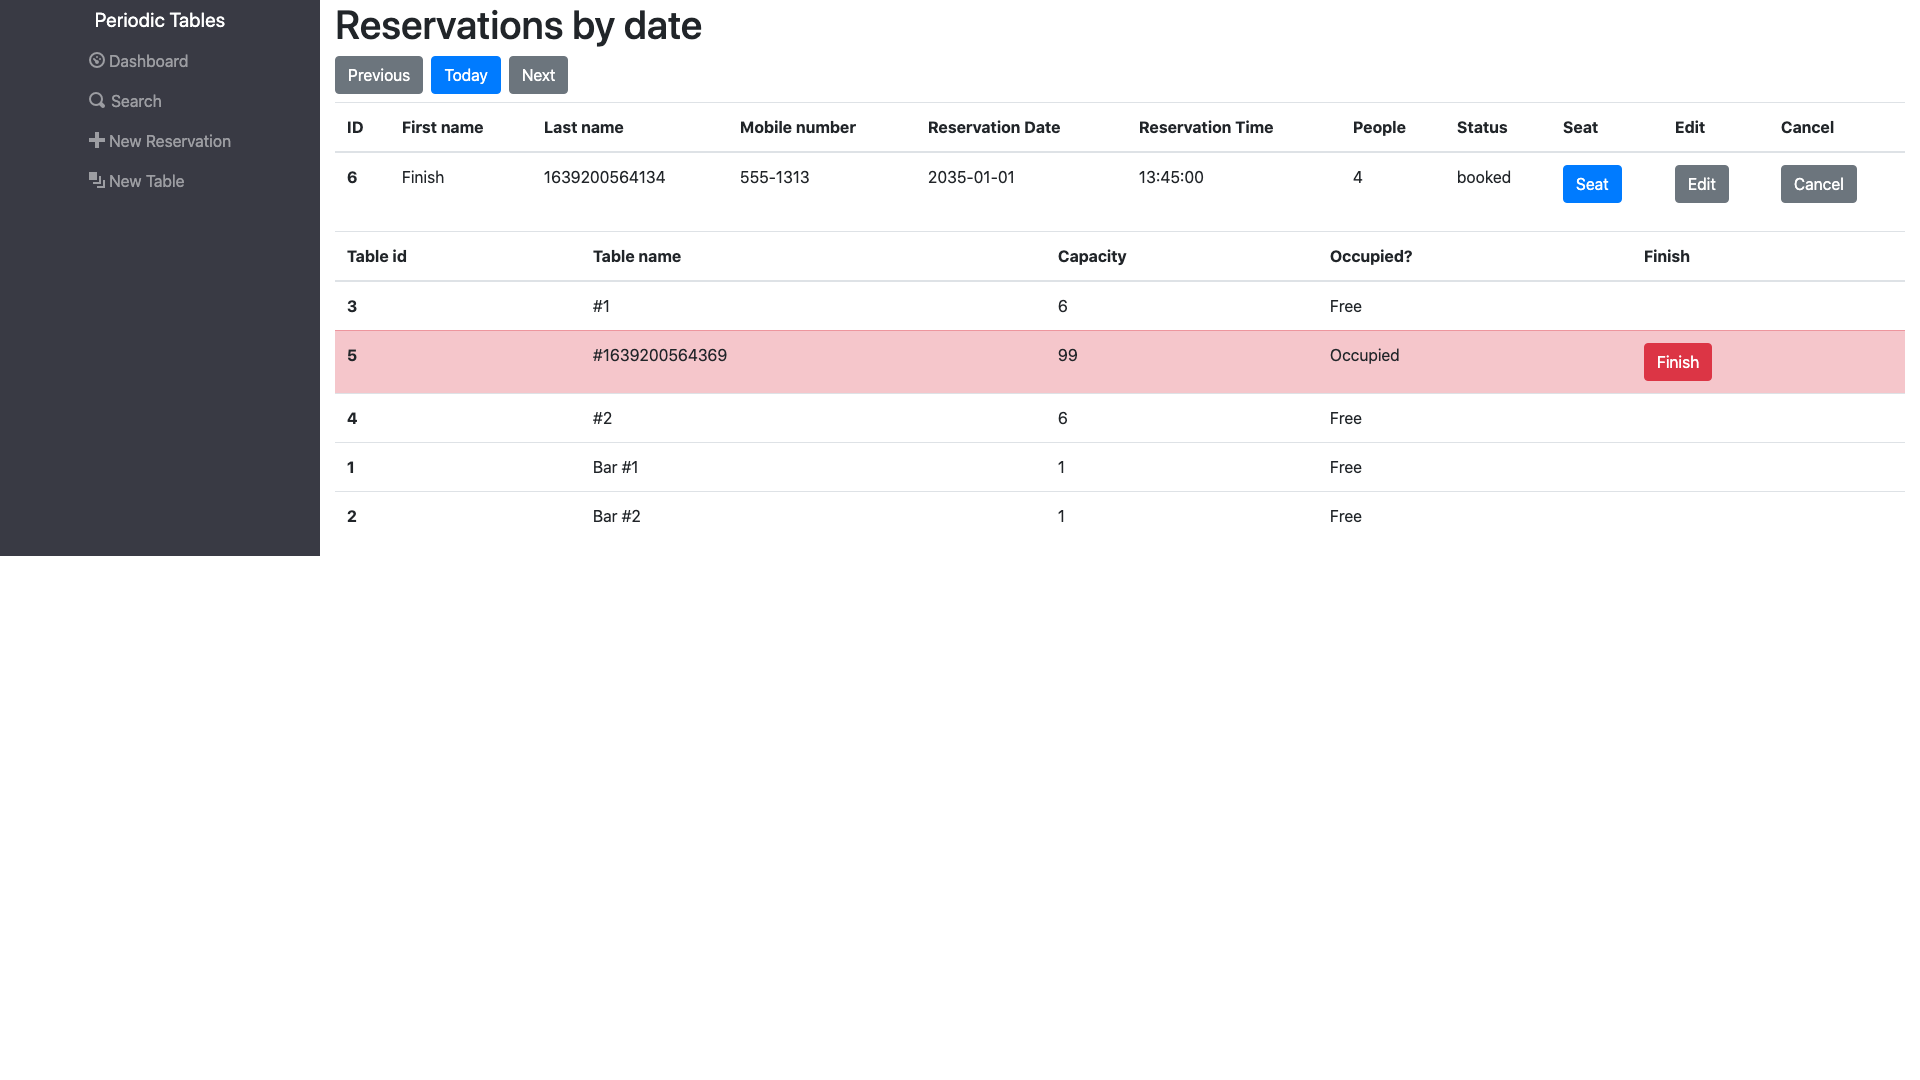 Periodic Tables
Dashboard
Search
New Reservation
New Table
Reservations by date
Previous Today Next
ID First name Last name Mobile number Reservation Date Reservation Time People Status Seat Edit Cancel
6 Finish 1639200564134 555-1313 2035-01-01 13:45:00 4 booked Seat Edit Cancel
Table id Table name Capacity Occupied? Finish
3 #1 6 Free
5 #1639200564369 99 Occupied Finish
4 #2 6 Free
1 Bar #1 1 Free
2 Bar #2 1 Free